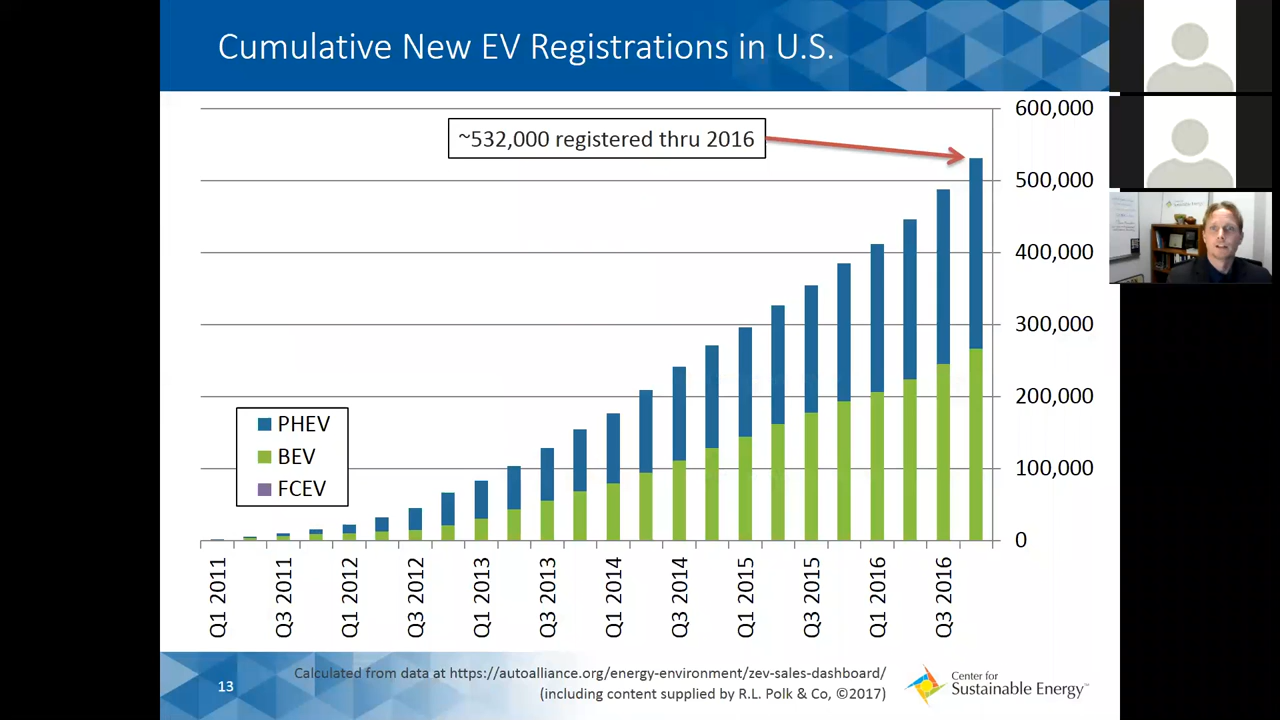 Cumulative New EV Registrations in U.S.
~532,000 registered thru 2016
600,000
500,000
400,000
300,000
200,000
100,000
0
PHEV
BEV
FCEV
Q1 2011
Q3 2011
Q1 2012
Q3 2012
Q1 2013
Q3 2013
Q1 2014
Q3 2014
Q1 2015
Q3 2015
Q1 2016
Q3 2016
13
Calculated from data at https://autoalliance.org/energy-environment/zev-sales-dashboard/
(including content supplied by R.L. Polk & Co, ©2017)
Center for
Sustainable Energy™
Sustainable Energy